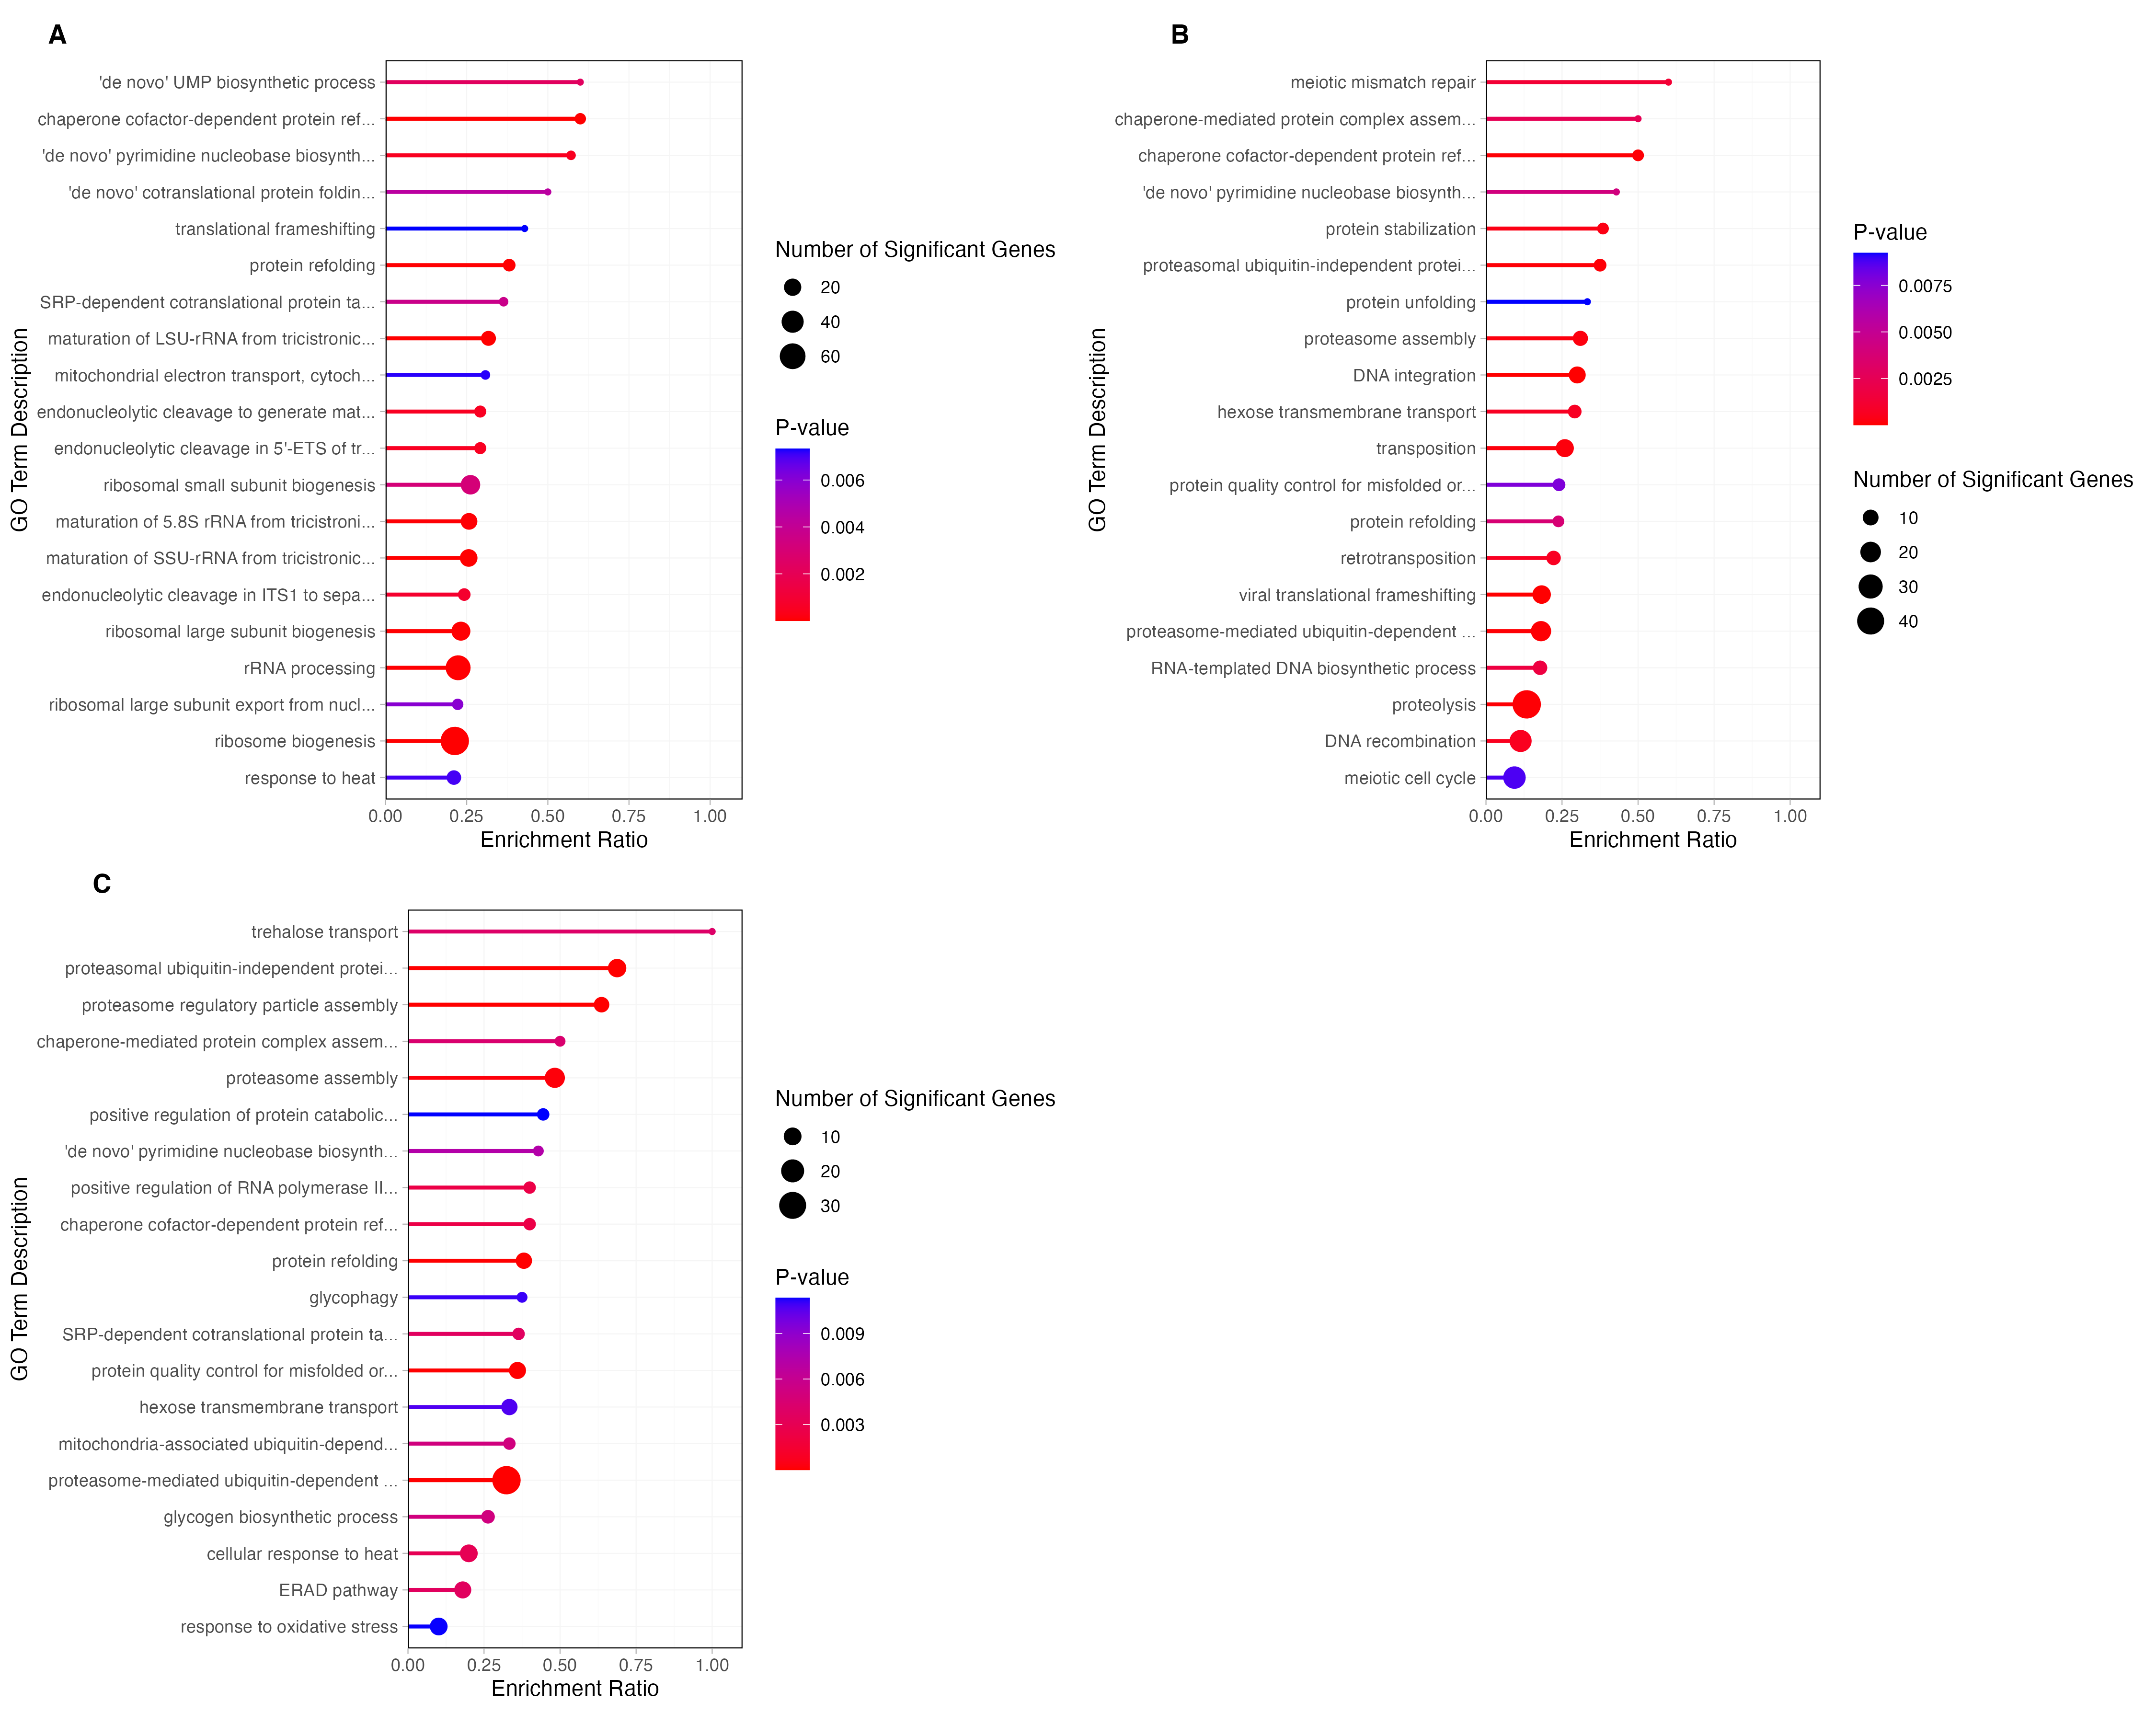 A
'de novo' UMP biosynthetic process
chaperone cofactor-dependent protein ref...
'de novo' pyrimidine nucleobase biosynth...
'de novo' cotranslational protein foldin...
translational frameshifting
protein refolding
SRP-dependent cotranslational protein ta...
maturation of LSU-rRNA from tricistronic...
mitochondrial electron transport, cytoch...
endonucleolytic cleavage to generate mat...
endonucleolytic cleavage in 5'-ETS of tr...
ribosomal small subunit biogenesis
maturation of 5.8S rRNA from tricistroni...
maturation of SSU-rRNA from tricistronic...
endonucleolytic cleavage in ITS1 to sepa...
ribosomal large subunit biogenesis
rRNA processing
ribosomal large subunit export from nucl...
ribosome biogenesis
response to heat
GO Term Description
0.00 0.25 0.50 0.75 1.00
Enrichment Ratio
Number of Significant Genes
20
40
60
P-value
0.006
0.004
0.002
B
meiotic mismatch repair
chaperone-mediated protein complex assem...
chaperone cofactor-dependent protein ref...
'de novo' pyrimidine nucleobase biosynth...
protein stabilization
proteasomal ubiquitin-independent protei...
protein unfolding
proteasome assembly
DNA integration
hexose transmembrane transport
transposition
protein quality control for misfolded or...
protein refolding
retrotransposition
viral translational frameshifting
proteasome-mediated ubiquitin-dependent ...
RNA-templated DNA biosynthetic process
proteolysis
DNA recombination
meiotic cell cycle
GO Term Description
0.00 0.25 0.50 0.75 1.00
Enrichment Ratio
P-value
0.0075
0.0050
0.0025
Number of Significant Genes
10
20
30
40
C
trehalose transport
proteasomal ubiquitin-independent protei...
proteasome regulatory particle assembly
chaperone-mediated protein complex assem...
proteasome assembly
positive regulation of protein catabolic...
'de novo' pyrimidine nucleobase biosynth...
positive regulation of RNA polymerase II...
chaperone cofactor-dependent protein ref...
protein refolding
glycophagy
SRP-dependent cotranslational protein ta...
protein quality control for misfolded or...
hexose transmembrane transport
mitochondria-associated ubiquitin-depend...
proteasome-mediated ubiquitin-dependent ...
glycogen biosynthetic process
cellular response to heat
ERAD pathway
response to oxidative stress
GO Term Description
0.00 0.25 0.50 0.75 1.00
Enrichment Ratio
Number of Significant Genes
10
20
30
P-value
0.009
0.006
0.003